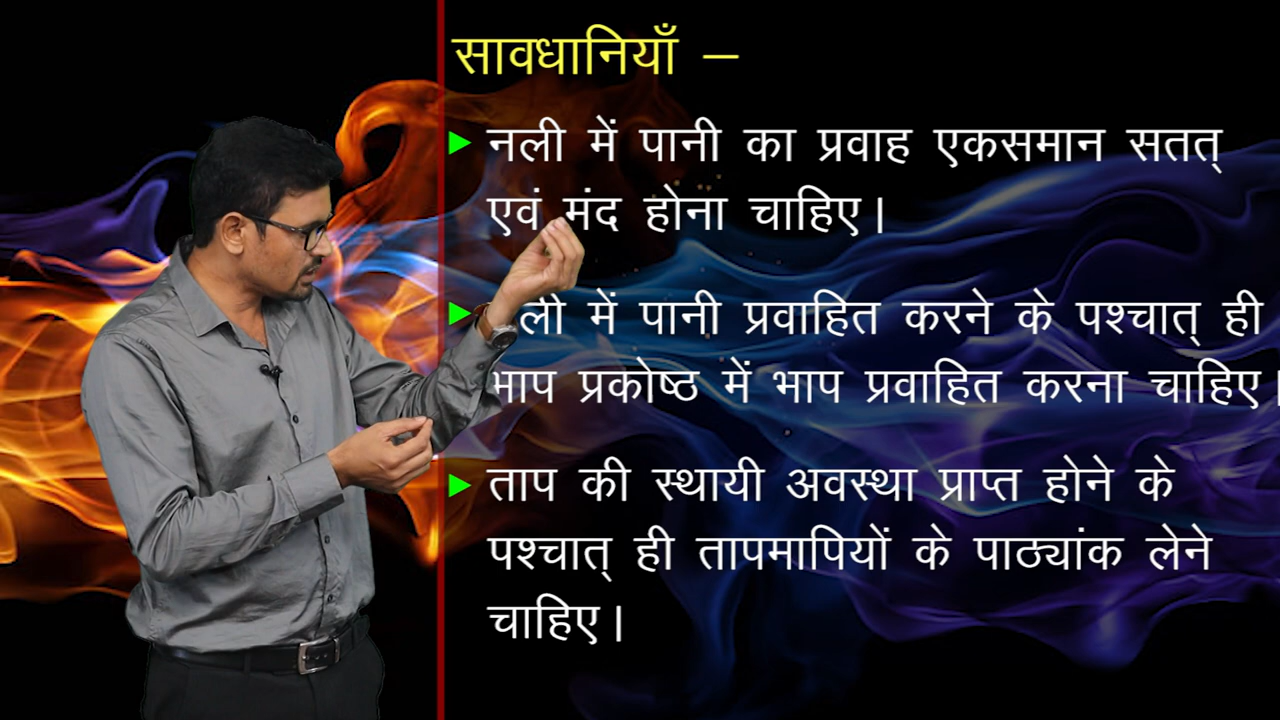 सावधानियाँ –
नली में पानी का प्रवाह एकसमान सतत्
एवं मंद होना चाहिए।
में पानी प्रवाहित करने के पश्चात् ही
भाप प्रकोष्ठ में भाप प्रवाहित करना चाहिए।
ताप की स्थायी अवस्था प्राप्त होने के
पश्चात् ही तापमापियों के पाठ्यांक लेने
चाहिए।